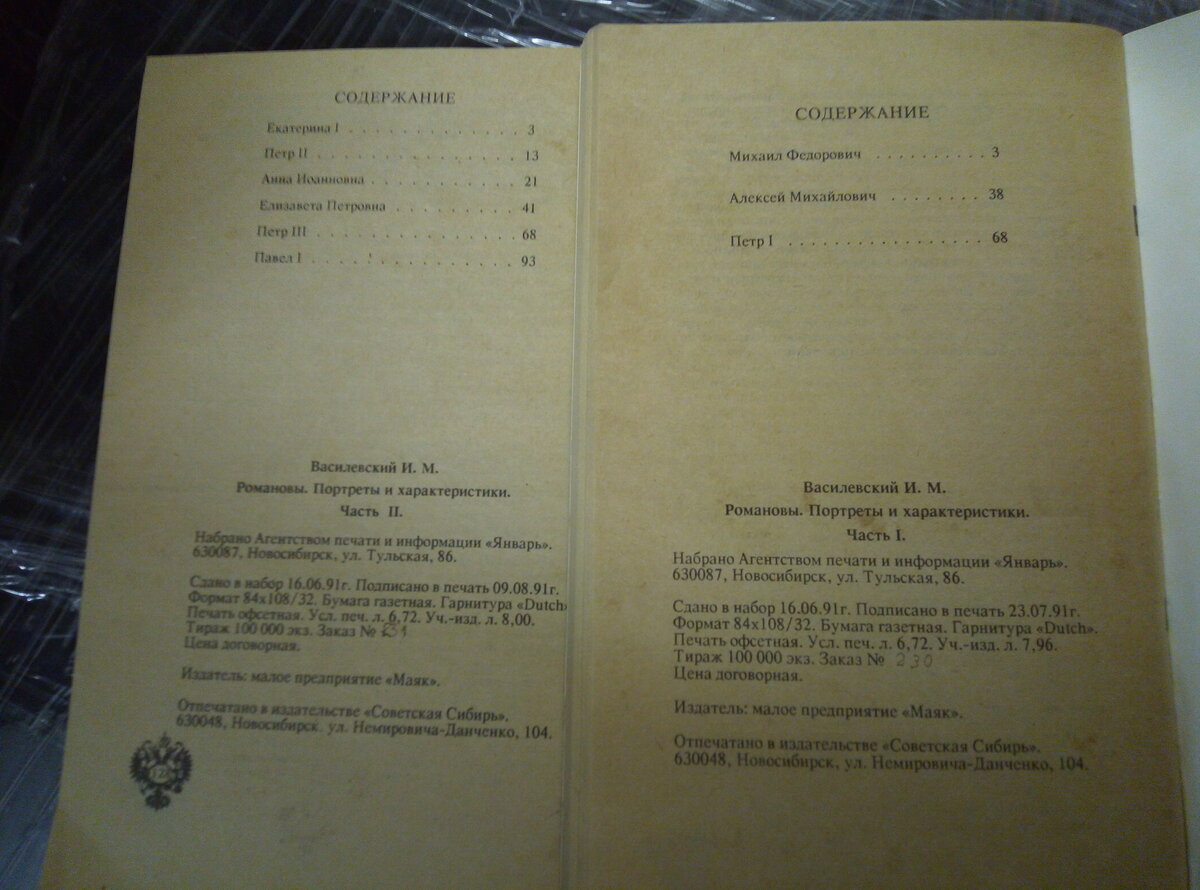 СОДЕРЖАНИЕ
Екатерина I . . . . . . . . . . . . . 3
Петр II . . . . . . . . . . . . . . . 13
Анна Иоанновна . . . . . . . . . . . 21
Елизавета Петровна . . . . . . . . . 41
Петр III . . . . . . . . . . . . . . . 68
Павел I . . . . . . . . . . . . . . . 93
Василевский И. М.
Романовы. Портреты и характеристики.
Часть II.
Набрано Агентством печати и информации «Январь».
630087, Новосибирск, ул. Тульская, 86.
Сдано в набор 16.06.91г. Подписано в печать 09.08.91г.
Формат 84х108/32. Бумага газетная. Гарнитура «Dutch»
Печать офсетная. Усл. печ. л. 6,72. Уч.-изд. л. 8,00.
Тираж 100 000 экз. Заказ №
Цена договорная.
Издатель: малое предприятие «Маяк».
Отпечатано в издательстве «Советская Сибирь».
630048, Новосибирск. ул. Немировича-Данченко, 104.
128
СОДЕРЖАНИЕ
Михаил Федорович . . . . . . . . . . 3
Алексей Михайлович . . . . . . . . 38
Петр I . . . . . . . . . . . . . . . . . . 68
Василевский И. М.
Романовы. Портреты и характеристики.
Часть I.
Набрано Агентством печати и информации «Январь».
630087, Новосибирск, ул. Тульская, 86.
Сдано в набор 16.06.91г. Подписано в печать 23.07.91г.
Формат 84х108/32. Бумага газетная. Гарнитура «Dutch».
Печать офсетная. Усл. печ. л. 6,72. Уч.-изд. л. 7,96.
Тираж 100 000 экз. Заказ № 230
Цена договорная.
Издатель: малое предприятие «Маяк».
Отпечатано в издательстве «Советская Сибирь».
630048, Новосибирск, ул. Немировича-Данченко, 104.